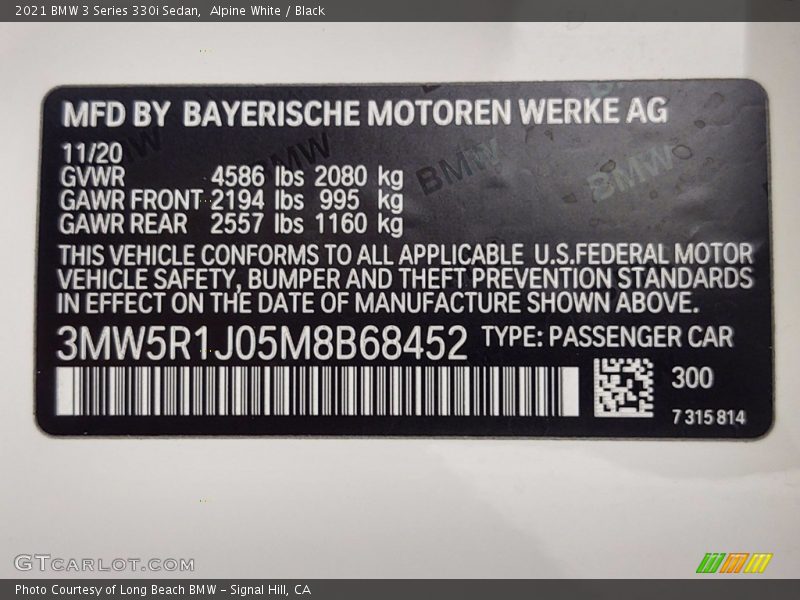 2021 BMW 3 Series 330i Sedan, Alpine White / Black
MFD BY BAYERISCHE MOTOREN WERKE AG
11/20
GVWR 4586 lbs 2080 kg
GAWR FRONT 2194 lbs 995 kg
GAWR REAR 2557 lbs 1160 kg
THIS VEHICLE CONFORMS TO ALL APPLICABLE U.S.FEDERAL MOTOR
VEHICLE SAFETY, BUMPER AND THEFT PREVENTION STANDARDS
IN EFFECT ON THE DATE OF MANUFACTURE SHOWN ABOVE.
3MW5R1J05M8B68452 TYPE: PASSENGER CAR
300
7 315 814
BMW BMW BMW
GTCARLOT.COM
Photo Courtesy of Long Beach BMW - Signal Hill, CA